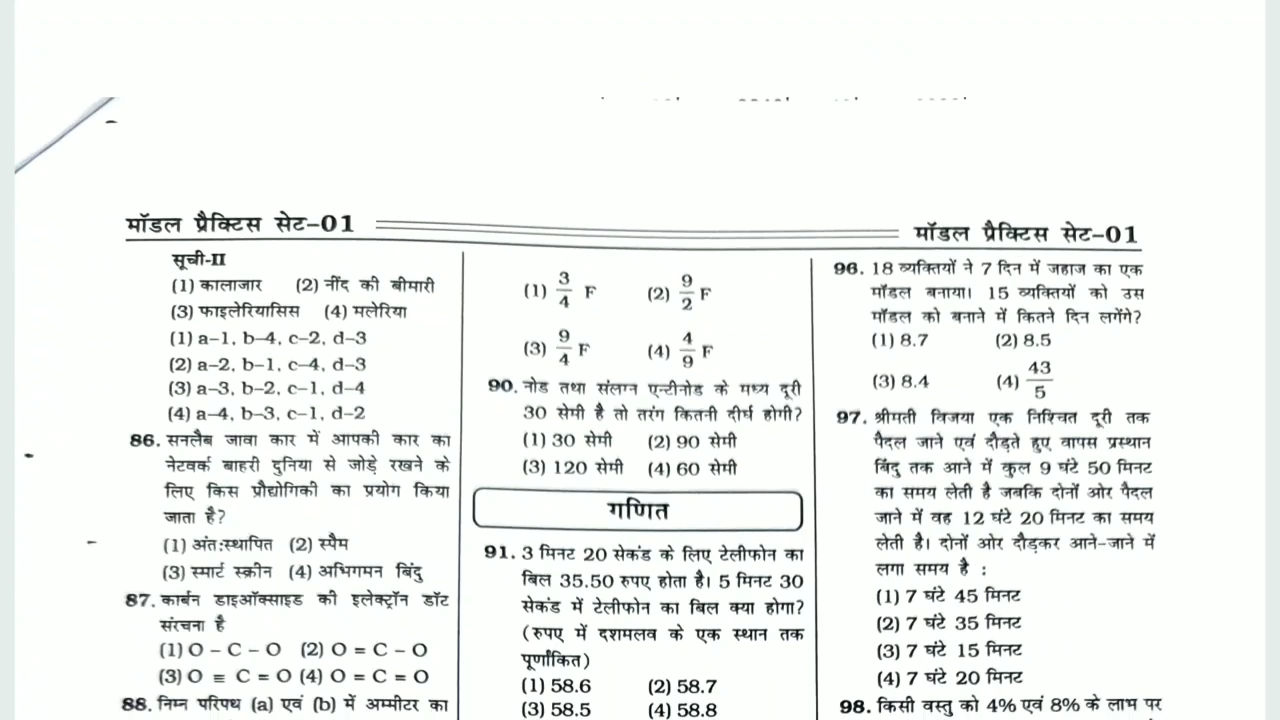 मॉडल प्रैक्टिस सेट-01
मॉडल प्रैक्टिस सेट-01
सूची-II
(1) कालाजार (2) नींद की बीमारी
(3) फाइलेरियासिस (4) मलेरिया
(1) a-1, b-4, c-2, d-3
(2) a-2, b-1, c-4, d-3
(3) a-3, b-2, c-1, d-4
(4) a-4, b-3, c-1, d-2
86. सनलैब जावा कार में आपकी कार का
नेटवर्क बाहरी दुनिया से जोड़े रखने के
लिए किस प्रौद्योगिकी का प्रयोग किया
जाता है?
(1) अंत:स्थापित (2) स्पैम
(3) स्मार्ट स्क्रीन (4) अभिगमन बिंदु
87. कार्बन डाइऑक्साइड की इलेक्ट्रॉन डॉट
संरचना है
(1) O – C – O (2) O = C – O
(3) O ≡ C = O (4) O = C = O
88. निम्न परिपथ (a) एवं (b) में अम्मीटर का
(1) 3/4 F (2) 9/2 F
(3) 9/4 F (4) 4/9 F
90. नोड तथा संलग्न एन्टीनोड के मध्य दूरी
30 सेमी है तो तरंग कितनी दीर्घ होगी?
(1) 30 सेमी (2) 90 सेमी
(3) 120 सेमी (4) 60 सेमी
गणित
91. 3 मिनट 20 सेकंड के लिए टेलीफोन का
बिल 35.50 रुपए होता है। 5 मिनट 30
सेकंड में टेलीफोन का बिल क्या होगा?
(रुपए में दशमलव के एक स्थान तक
पूर्णांकित)
(1) 58.6 (2) 58.7
(3) 58.5 (4) 58.8
96. 18 व्यक्तियों ने 7 दिन में जहाज का एक
मॉडल बनाया। 15 व्यक्तियों को उस
मॉडल को बनाने में कितने दिन लगेंगे?
(1) 8.7 (2) 8.5
(3) 8.4 (4) 43/5
97. श्रीमती विजया एक निश्चित दूरी तक
पैदल जाने एवं दौड़ते हुए वापस प्रस्थान
बिंदु तक आने में कुल 9 घंटे 50 मिनट
का समय लेती है जबकि दोनों ओर पैदल
जाने में वह 12 घंटे 20 मिनट का समय
लेती है। दोनों ओर दौड़कर आने-जाने में
लगा समय है :
(1) 7 घंटे 45 मिनट
(2) 7 घंटे 35 मिनट
(3) 7 घंटे 15 मिनट
(4) 7 घंटे 20 मिनट
98. किसी वस्तु को 4% एवं 8% के लाभ पर